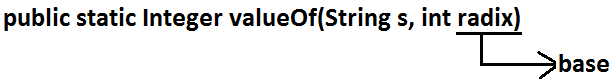 public static Integer valueOf(String s, int radix)
base